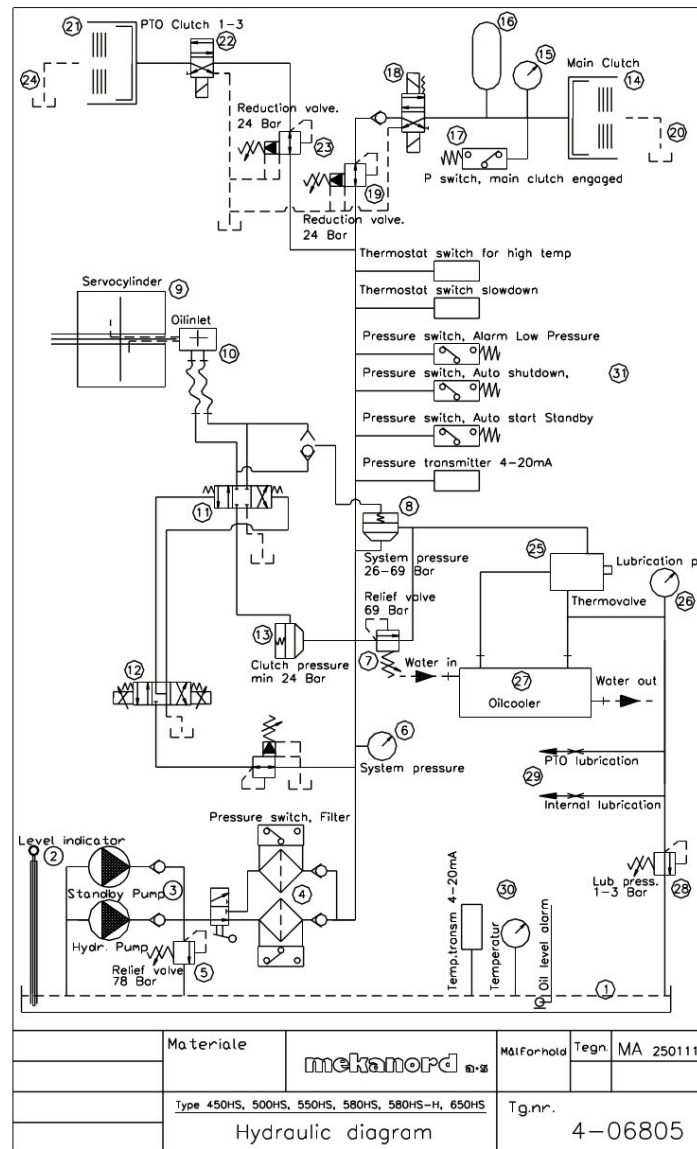 21
PTO Clutch 1-3
22
16
15
Main Clutch
18
14
24
Reduction valve.
24 Bar
23
17
20
P switch, main clutch engaged
19
Reduction valve.
24 Bar
Thermostat switch for high temp
Servocylinder
9
Thermostat switch slowdown
Oilinlet
10
Pressure switch, Alarm Low Pressure
Pressure switch, Auto shutdown,
31
Pressure switch, Auto start Standby
Pressure transmitter 4-20mA
11
8
25
System pressure
26-69 Bar
Lubrication p
26
Relief valve
69 Bar
Thermovalve
13
Clutch pressure
min 24 Bar
7
Water in
27
Oilcooler
Water out
12
6
System pressure
PTO lubrication
29
Internal lubrication
Pressure switch, Filter
Level indicator
2
Standby Pump
3
4
Hydr. Pump
Relief valve
78 Bar
5
Temp.transm 4-20mA
30
Temperatur
Oil level alarm
Lub press.
1-3 Bar
28
1
Materiale
mekanord a-s
Målforhold
Tegn.
MA 250111
Type 450HS, 500HS, 550HS, 580HS, 580HS-H, 650HS
Hydraulic diagram
Tg.nr.
4-06805